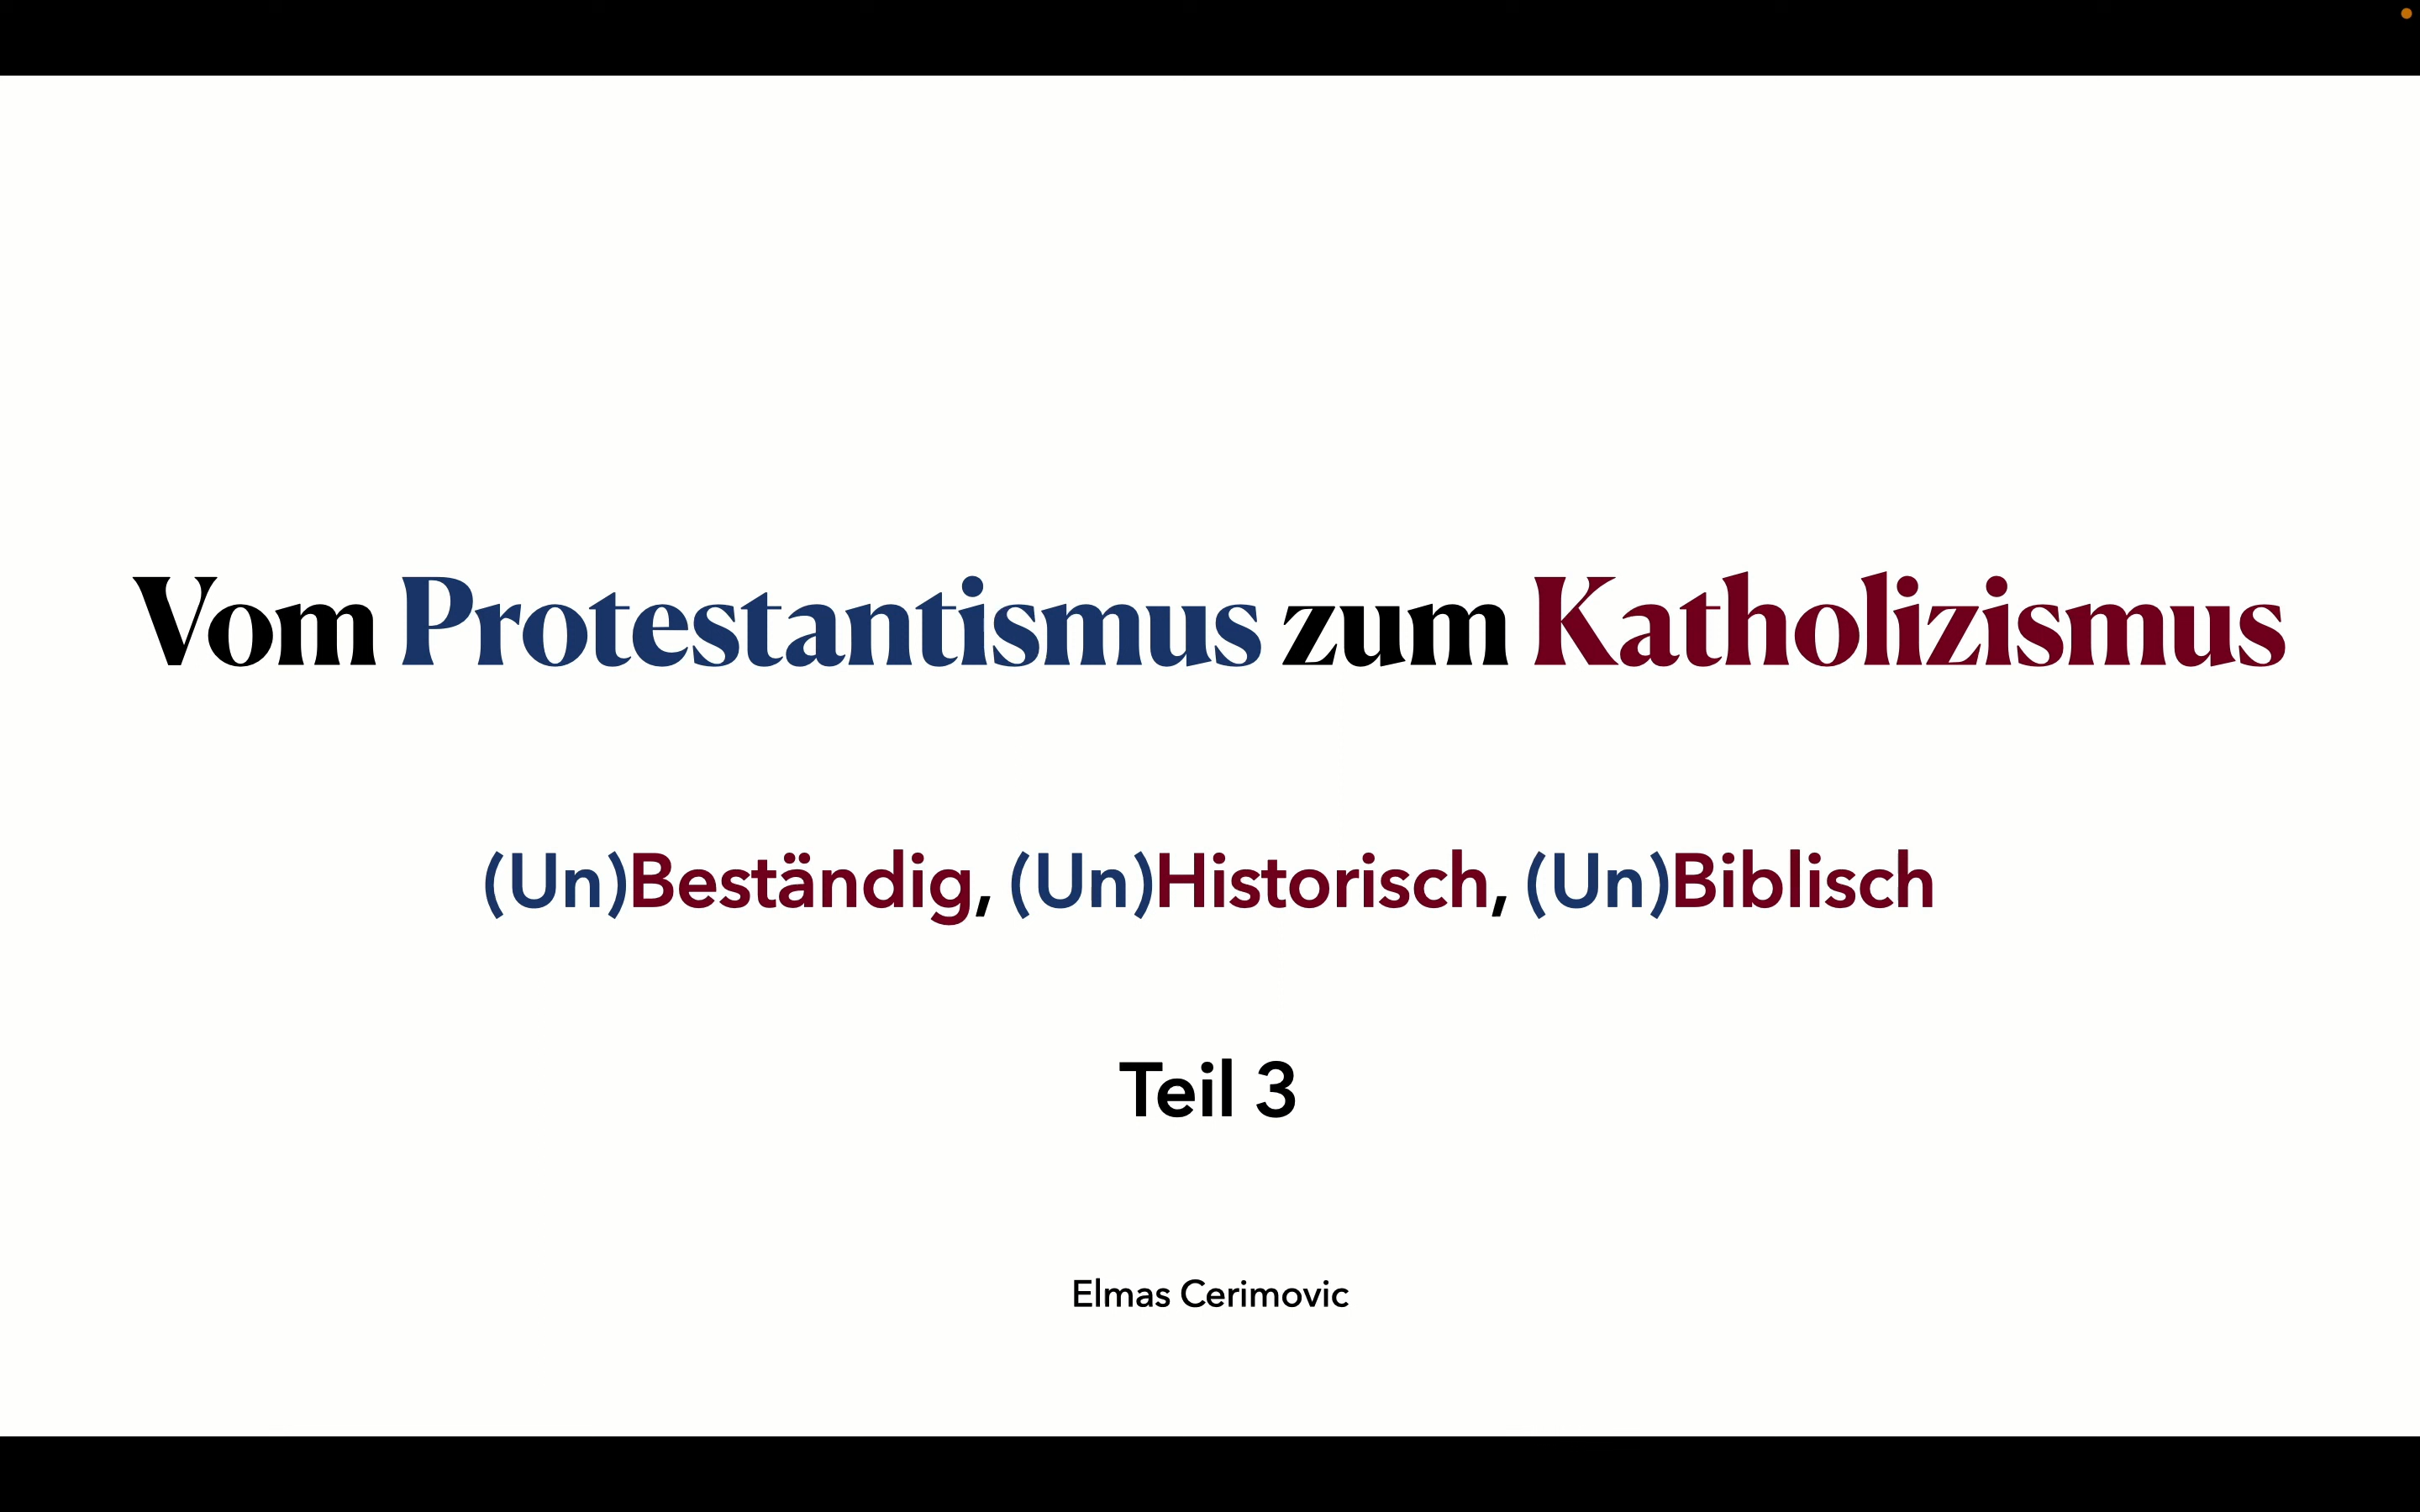 Vom Protestantismus zum Katholizismus
(Un)Beständig, (Un)Historisch, (Un)Biblisch
Teil 3
Elmas Cerimovic